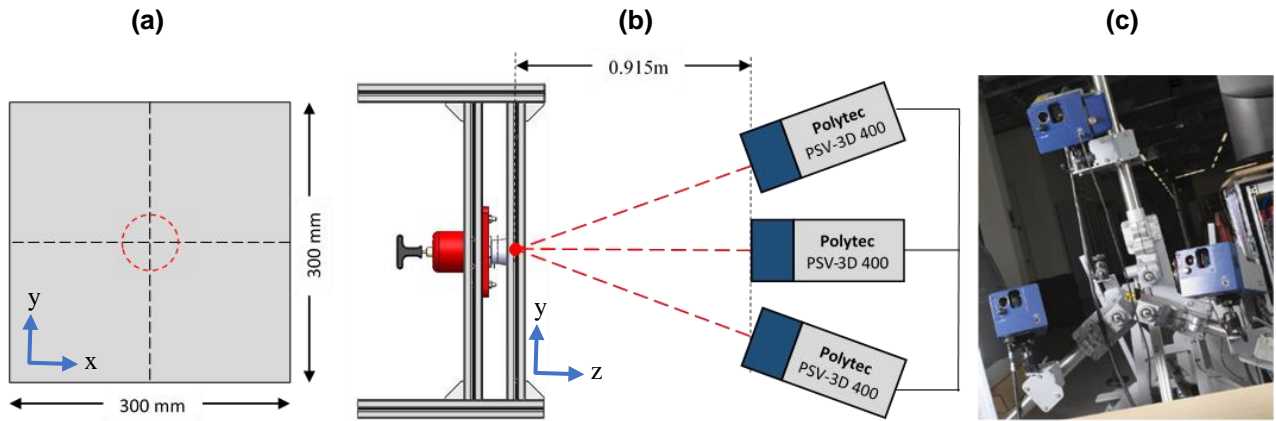 (a)
(b)
(c)
0.915m
Polytec
PSV-3D 400
Polytec
PSV-3D 400
Polytec
PSV-3D 400
300 mm
y
x
300 mm
y
z